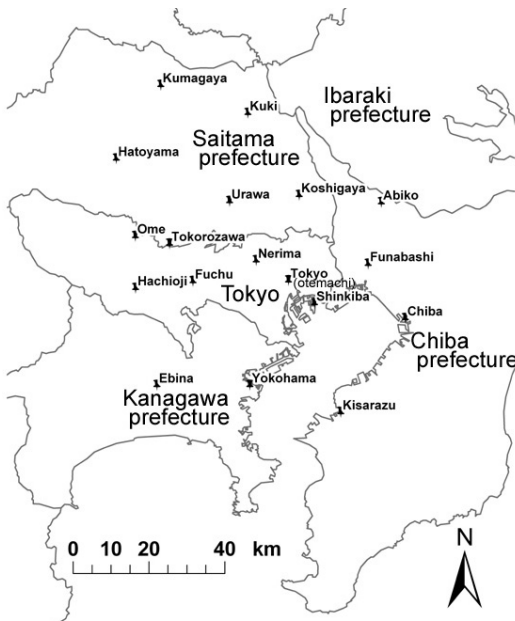 Kumagaya
Kuki
Ibaraki
prefecture
Saitama
prefecture
Hatoyama
Urawa
Koshigaya
Abiko
Ome
Tokorozawa
Nerima
Funabashi
Hachioji
Fuchu
Tokyo
(otemachi)
Tokyo
Shinkiba
Chiba
Chiba
prefecture
Ebina
Yokohama
Kanagawa
prefecture
Kisarazu
0 10 20 40 km
N